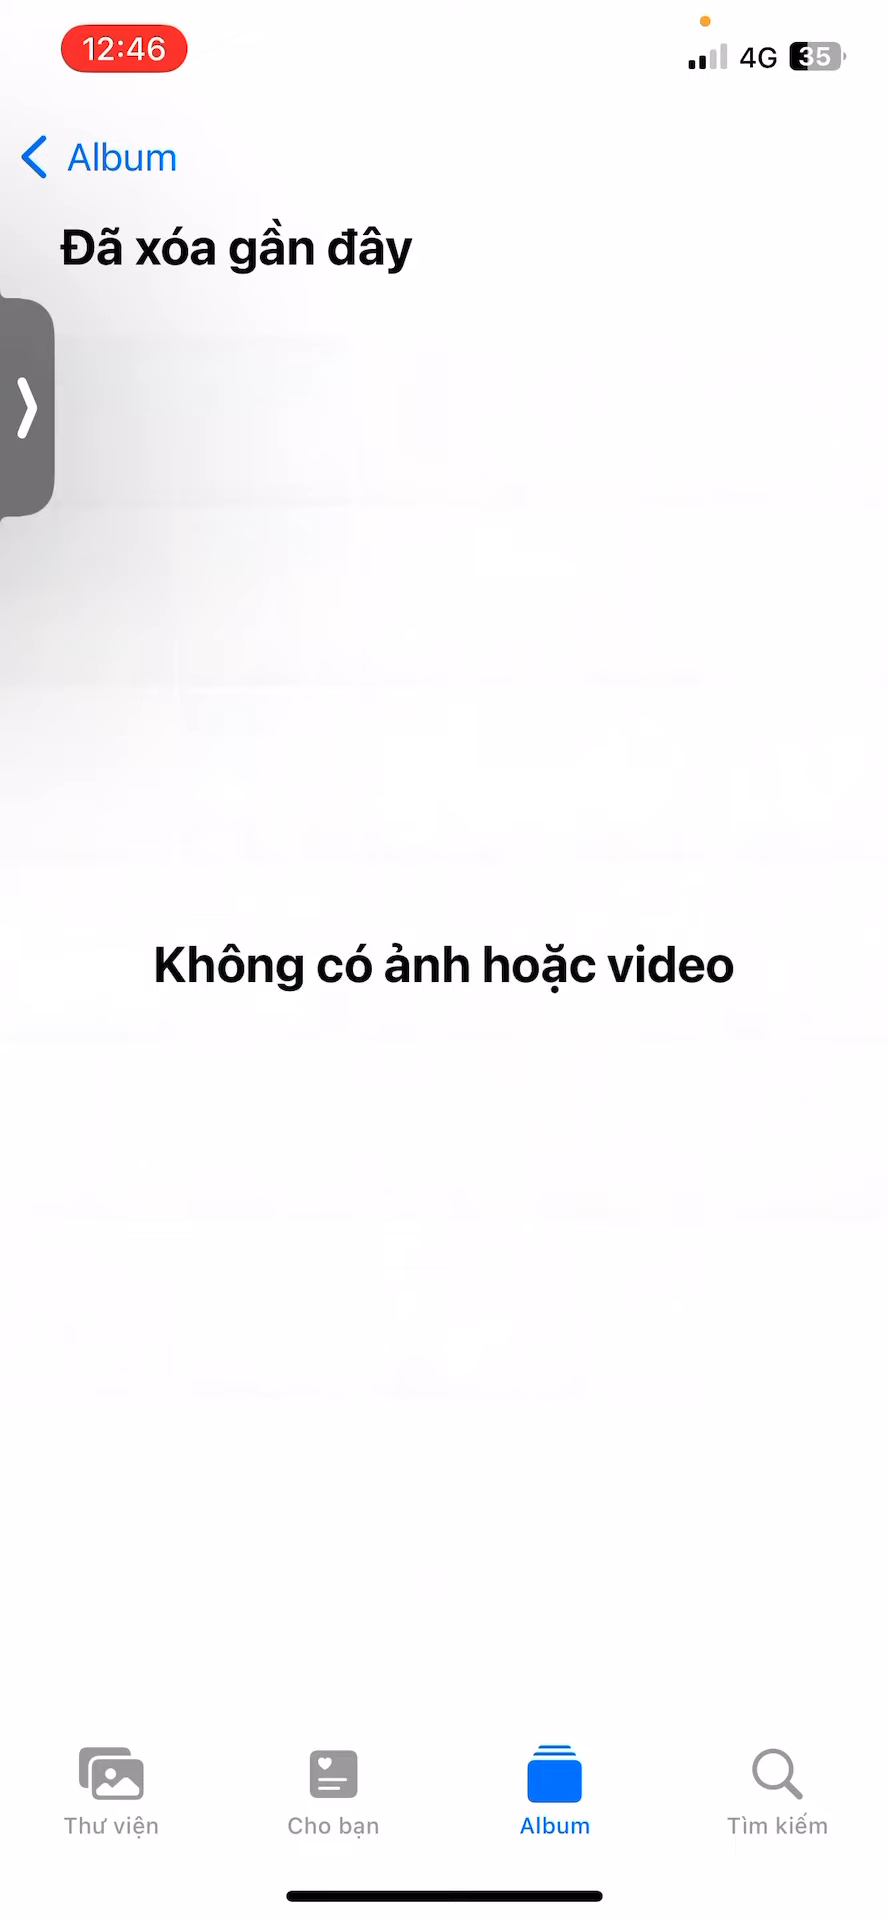 12:46
4G 35
Album
Đã xóa gần đây
Không có ảnh hoặc video
Thư viện
Cho bạn
Album
Tìm kiếm